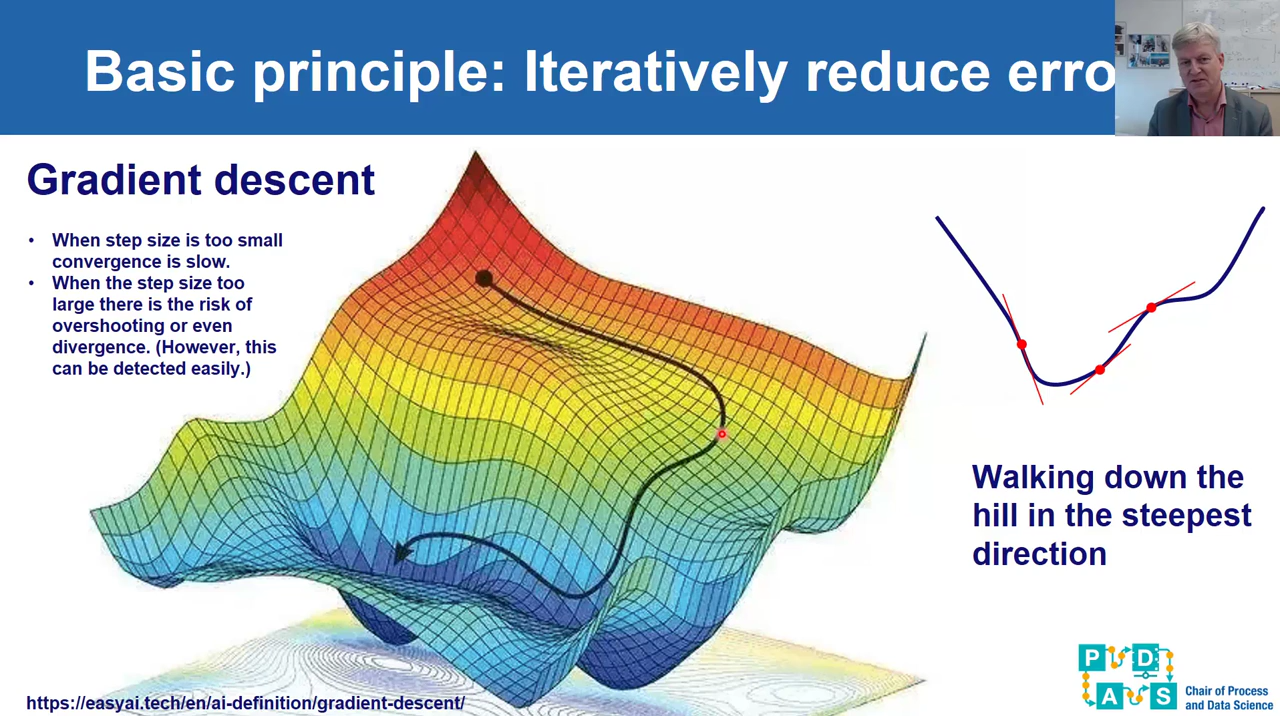 Basic principle: Iteratively reduce erro
Gradient descent
• When step size is too small
convergence is slow.
• When the step size too
large there is the risk of
overshooting or even
divergence. (However, this
can be detected easily.)
Walking down the
hill in the steepest
direction
https://easyai.tech/en/ai-definition/gradient-descent/
P D
A S
Chair of Process
and Data Science